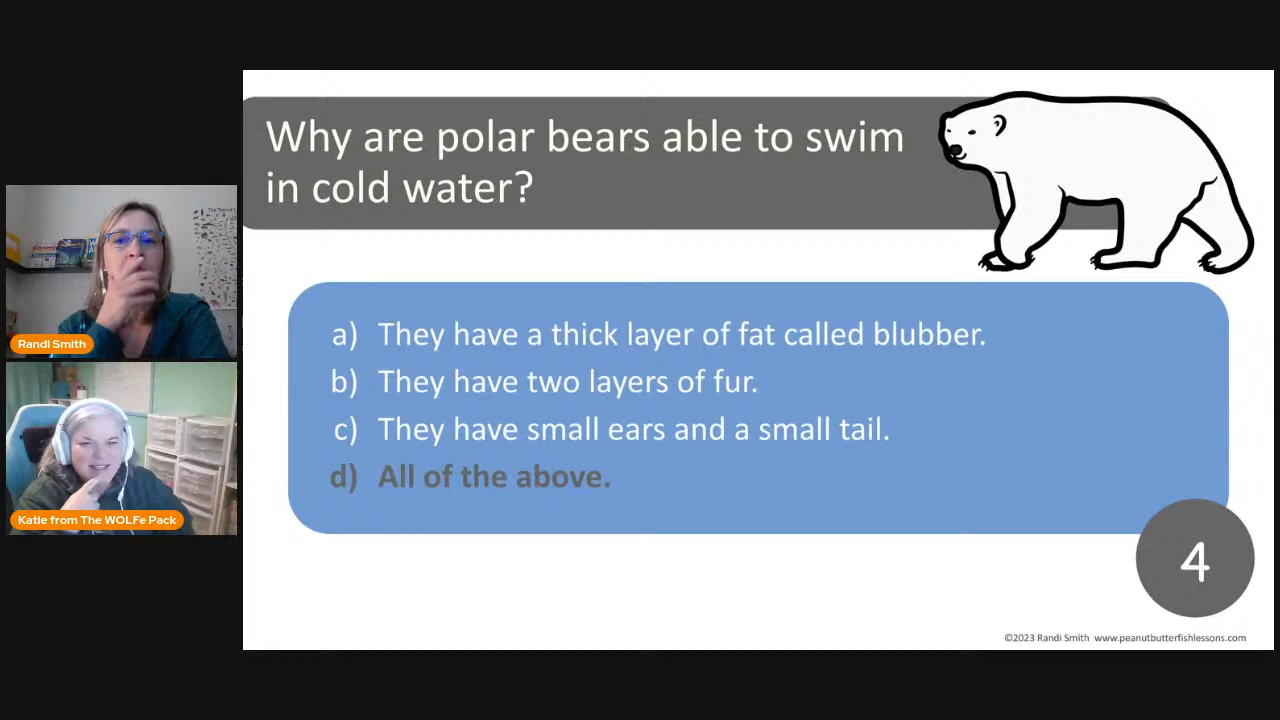 Why are polar bears able to swim
in cold water?
a) They have a thick layer of fat called blubber.
b) They have two layers of fur.
c) They have small ears and a small tail.
d) All of the above.
4
©2023 Randi Smith www.peanutbutterfishlessons.com
Randi Smith
Katie from The WOLFe Pack